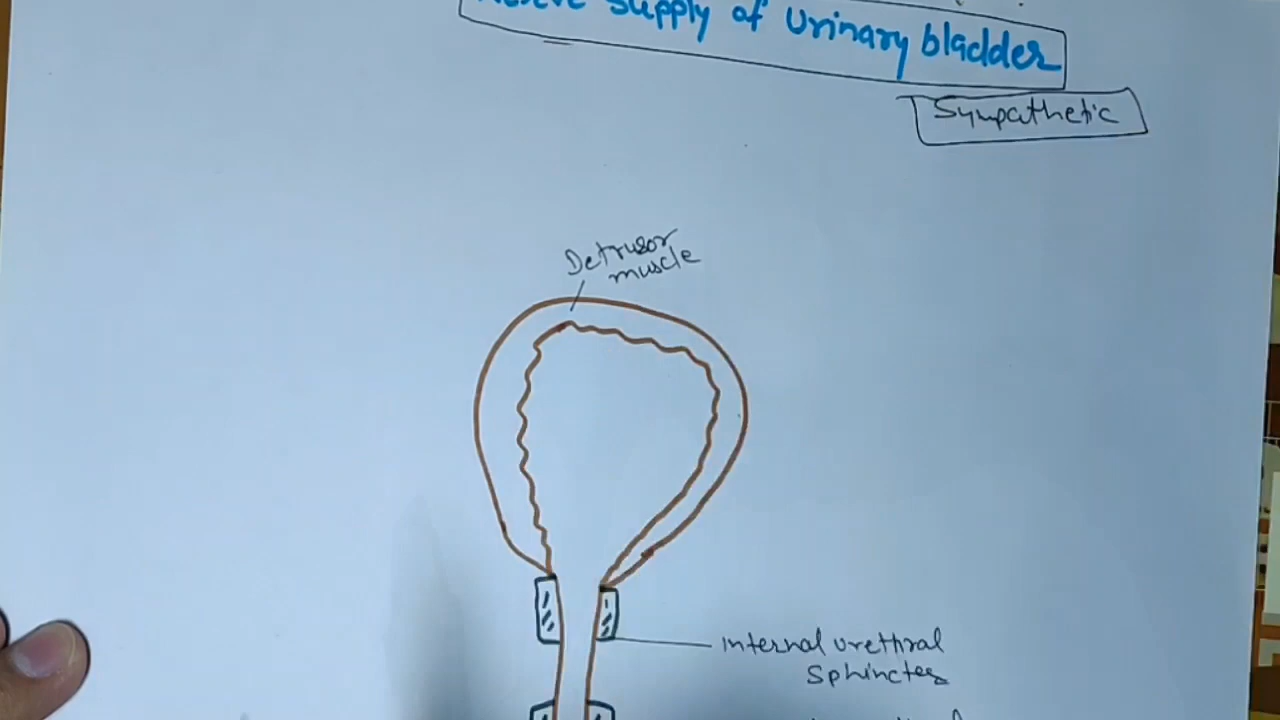 supply of Urinary bladder
Sympathetic
Detrusor
muscle
Internal urethral
Sphincter